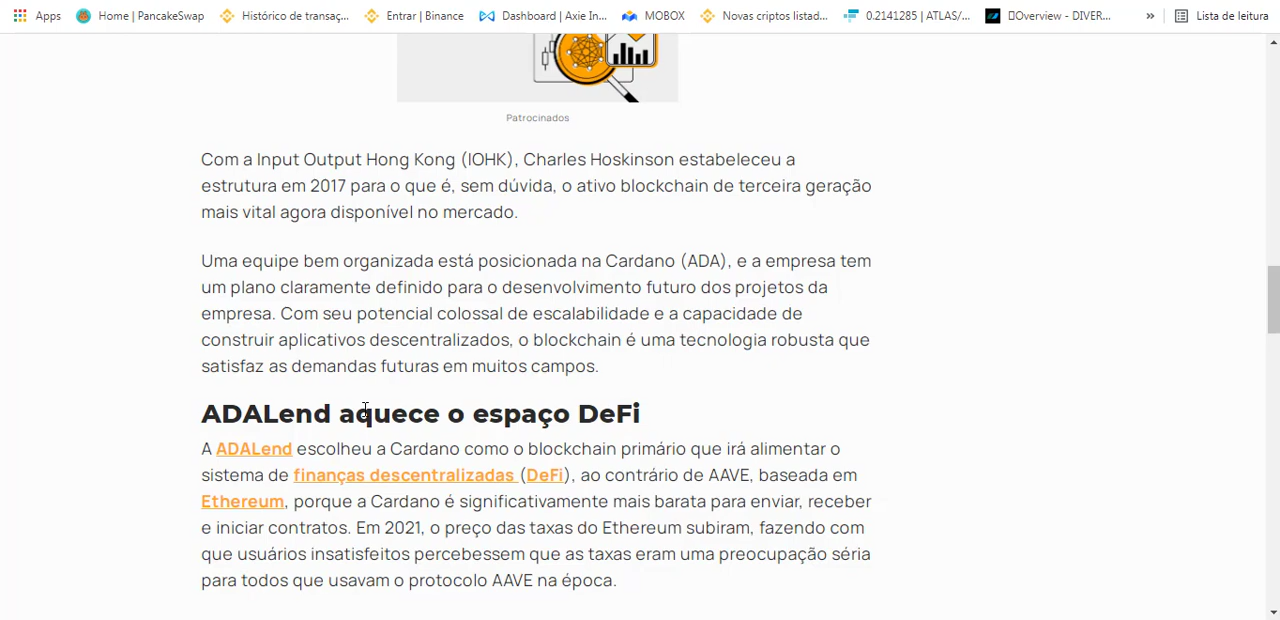 Apps Home | PancakeSwap Histórico de transaç... Entrar | Binance Dashboard | Axie In... MOBOX Novas criptos listad... 0.2141285 | ATLAS/... Overview - DIVER... » Lista de leitura
Patrocinados
Com a Input Output Hong Kong (IOHK), Charles Hoskinson estabeleceu a
estrutura em 2017 para o que é, sem dúvida, o ativo blockchain de terceira geração
mais vital agora disponível no mercado.
Uma equipe bem organizada está posicionada na Cardano (ADA), e a empresa tem
um plano claramente definido para o desenvolvimento futuro dos projetos da
empresa. Com seu potencial colossal de escalabilidade e a capacidade de
construir aplicativos descentralizados, o blockchain é uma tecnologia robusta que
satisfaz as demandas futuras em muitos campos.
ADALend aquece o espaço DeFi
A ADALend escolheu a Cardano como o blockchain primário que irá alimentar o
sistema de finanças descentralizadas (DeFi), ao contrário de AAVE, baseada em
Ethereum, porque a Cardano é significativamente mais barata para enviar, receber
e iniciar contratos. Em 2021, o preço das taxas do Ethereum subiram, fazendo com
que usuários insatisfeitos percebessem que as taxas eram uma preocupação séria
para todos que usavam o protocolo AAVE na época.